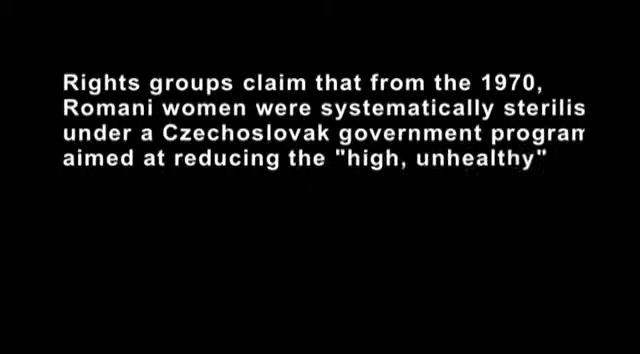 Rights groups claim that from the 1970,
Romani women were systematically sterilis
under a Czechoslovak government program
aimed at reducing the "high, unhealthy"